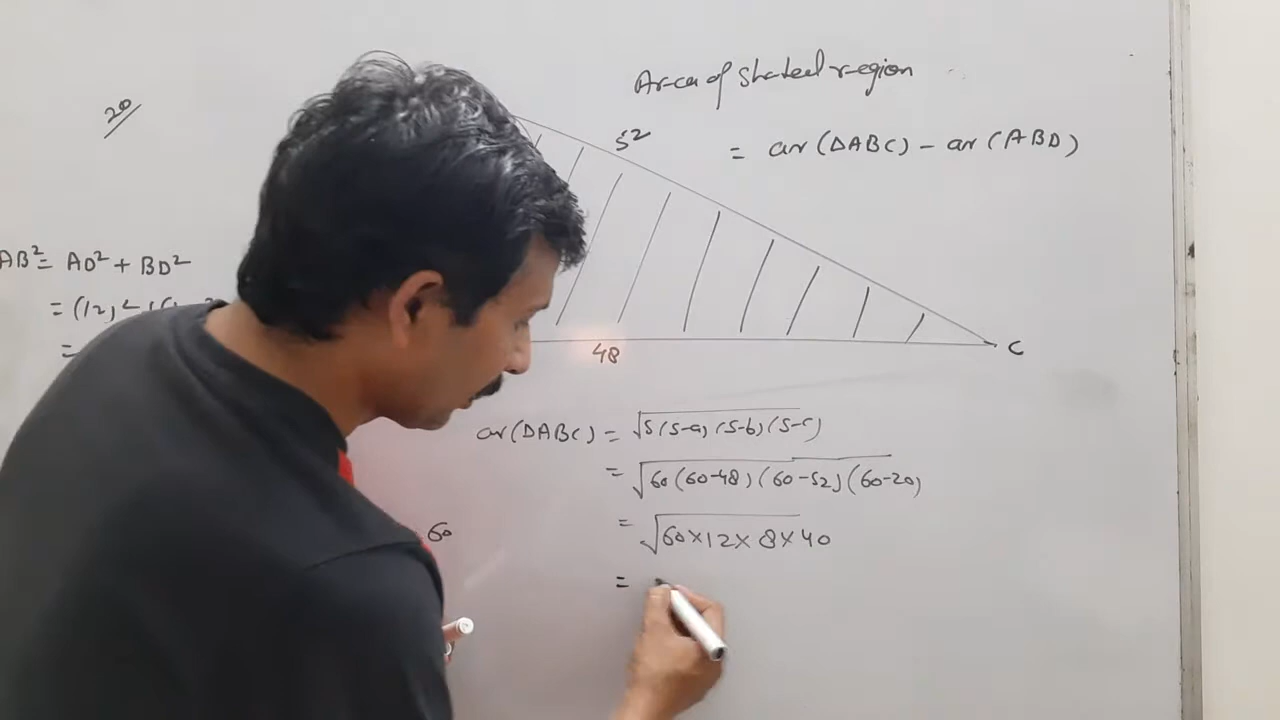 20
Area of Shaded region
52
= ar (ΔABC) - ar (ABD)
AB² = AD² + BD²
= (12)²
=
48
C
ar (ΔABC) = √s(s-a)(s-b)(s-c)
= √60(60-48)(60-52)(60-20)
60
= √60×12×8×40
=